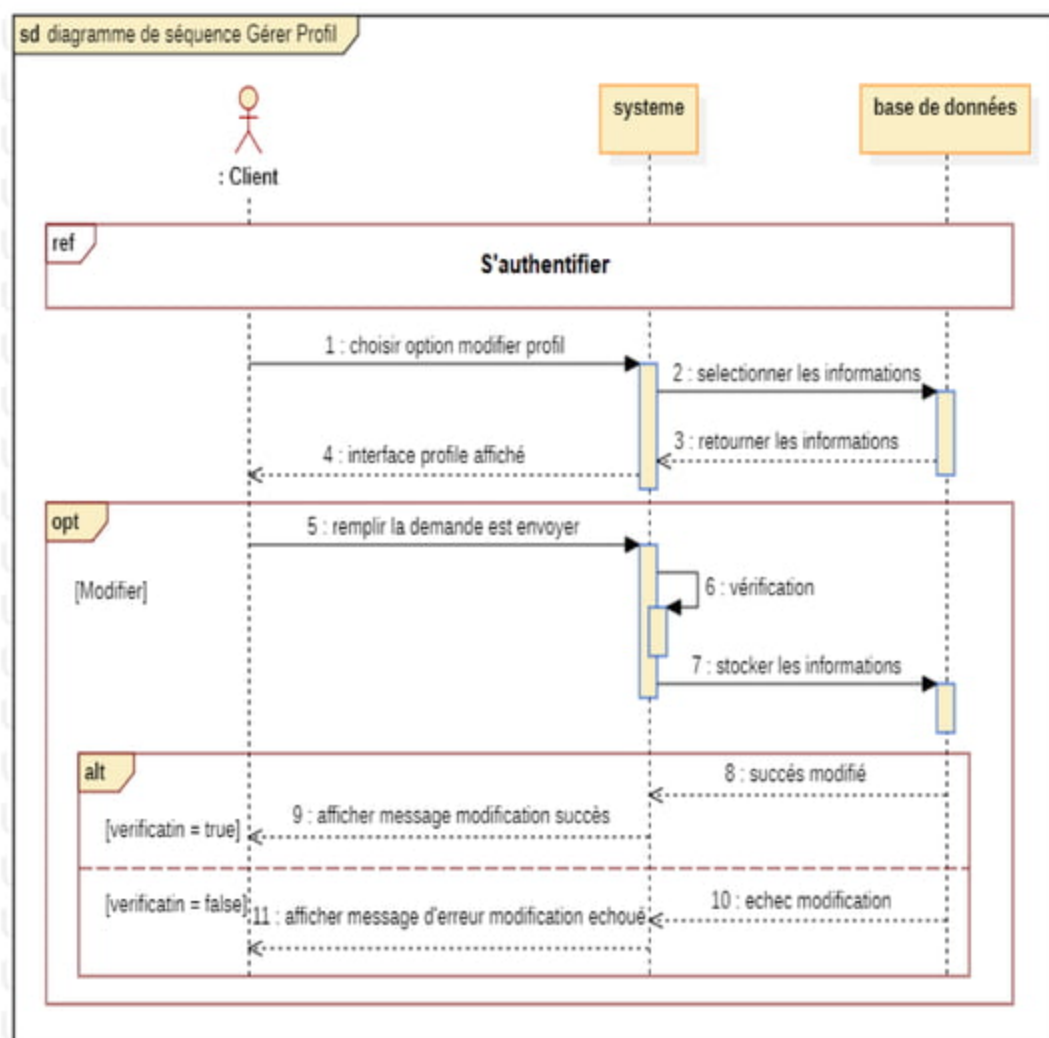 sd diagramme de séquence Gérer Profil
: Client
systeme
base de données
ref
S'authentifier
1 : choisir option modifier profil
2 : selectionner les informations
3 : retourner les informations
4 : interface profile affiché
opt
5 : remplir la demande est envoyer
[Modifier]
6 : vérification
7 : stocker les informations
alt
8 : succés modifié
9 : afficher message modification succès
[verificatin = true]
[verificatin = false]
10 : echec modification
11 : afficher message d'erreur modification echoué